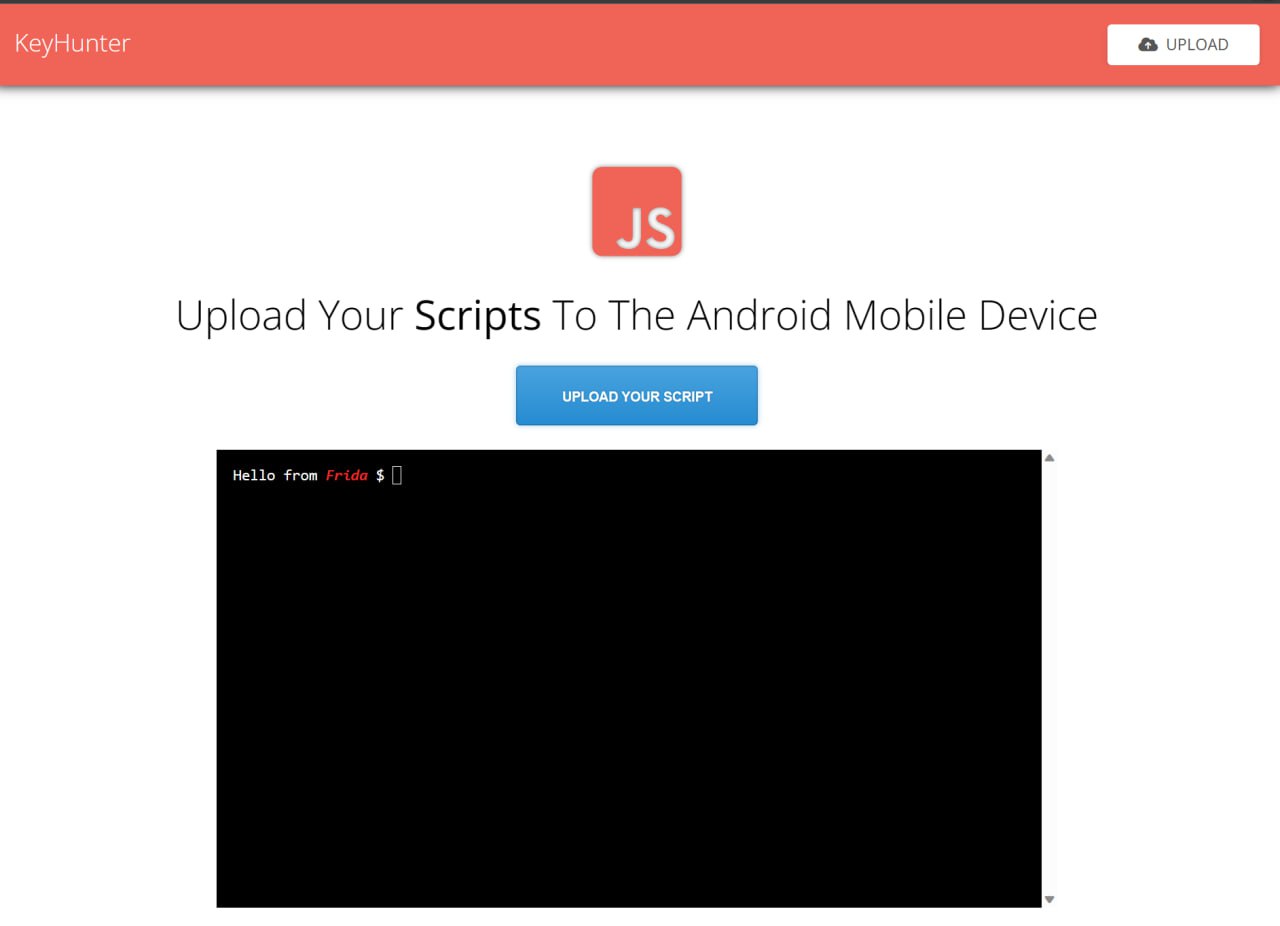 KeyHunter
UPLOAD
JS
Upload Your Scripts To The Android Mobile Device
UPLOAD YOUR SCRIPT
Hello from Frida $